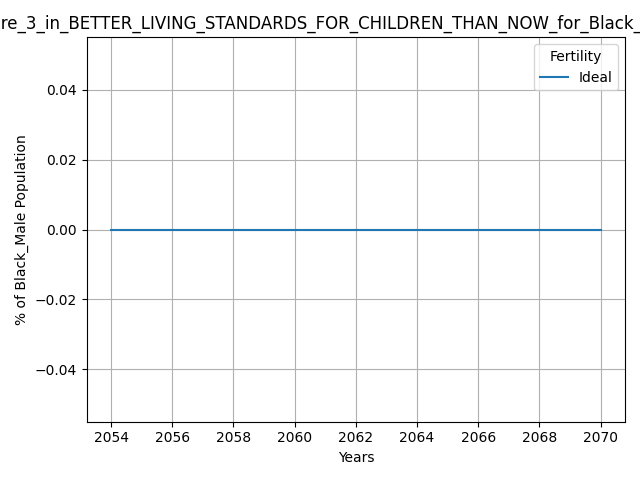 re_3_in_BETTER_LIVING_STANDARDS_FOR_CHILDREN_THAN_NOW_for_Black_
Fertility
Ideal
0.04
0.02
0.00
−0.02
−0.04
% of Black_Male Population
2054 2056 2058 2060 2062 2064 2066 2068 2070
Years